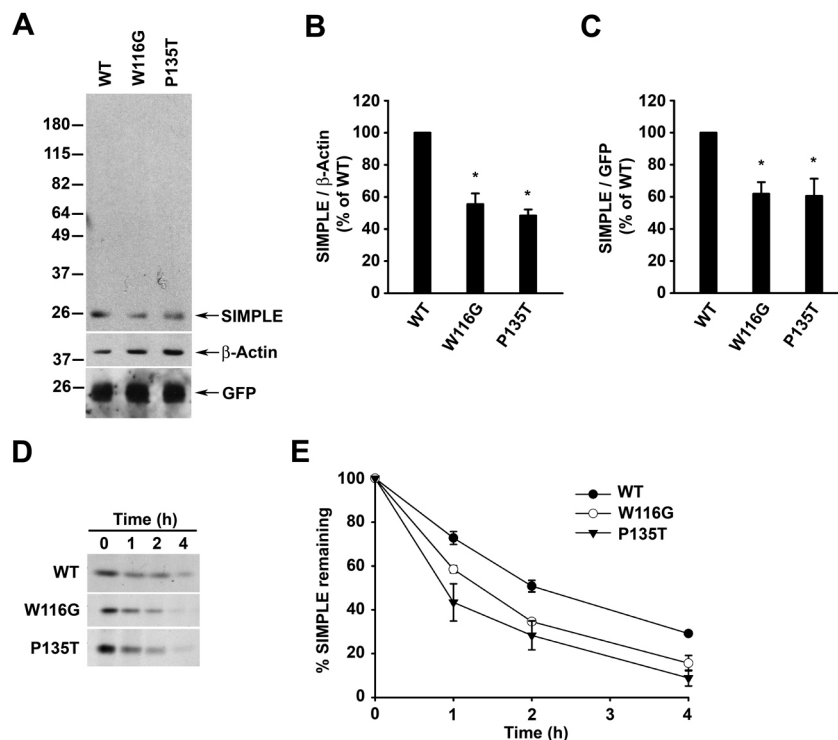 A
WT
W116G
P135T
180
115
82
64
49
37
26
SIMPLE
β-Actin
37
26
GFP
B
SIMPLE / β-Actin
(% of WT)
120
100
80
60
40
20
0
*
*
WT
W116G
P135T
C
SIMPLE / GFP
(% of WT)
120
100
80
60
40
20
0
*
*
WT
W116G
P135T
D
Time (h)
0 1 2 4
WT
W116G
P135T
E
% SIMPLE remaining
100
80
60
40
20
0
WT
W116G
P135T
0 1 2 3 4
Time (h)